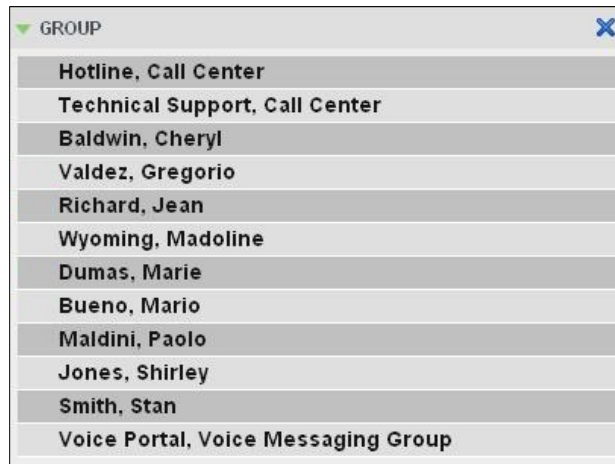 GROUP
Hotline, Call Center
Technical Support, Call Center
Baldwin, Cheryl
Valdez, Gregorio
Richard, Jean
Wyoming, Madoline
Dumas, Marie
Bueno, Mario
Maldini, Paolo
Jones, Shirley
Smith, Stan
Voice Portal, Voice Messaging Group